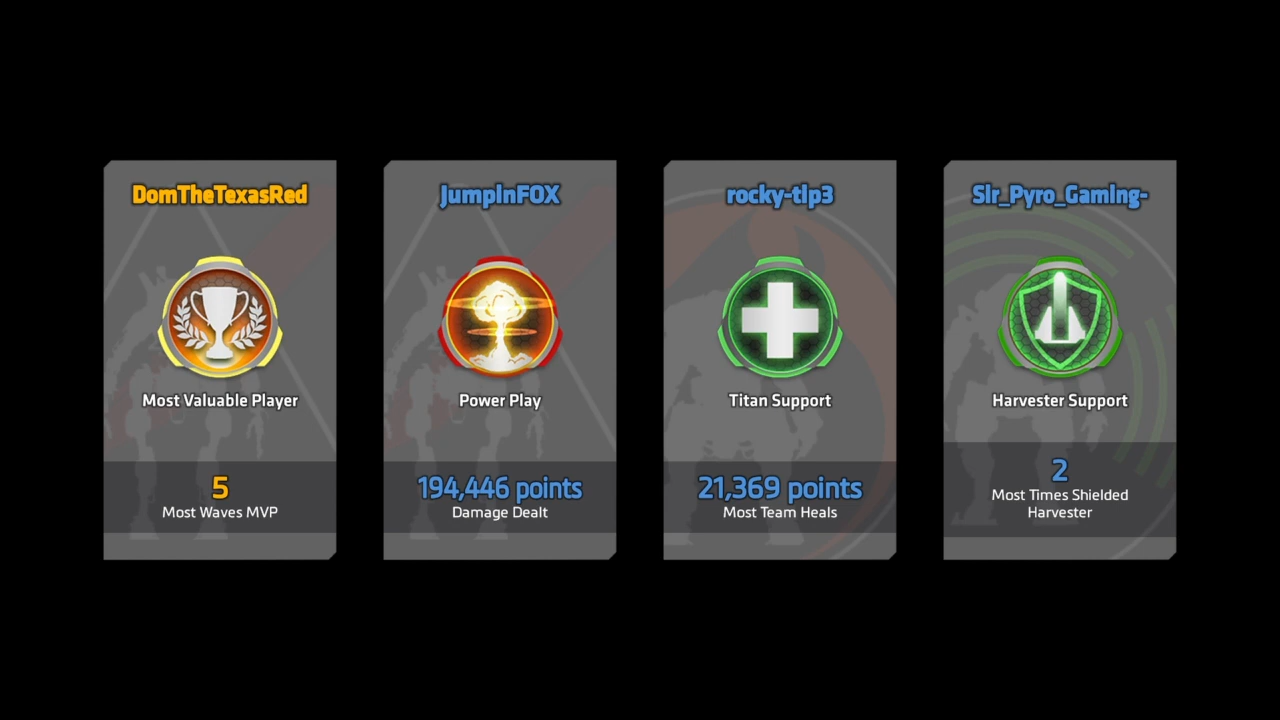 DomTheTexasRed
Most Valuable Player
5
Most Waves MVP
JumpInFOX
Power Play
194,446 points
Damage Dealt
rocky-tlp3
Titan Support
21,369 points
Most Team Heals
Sir_Pyro_Gaming-
Harvester Support
2
Most Times Shielded
Harvester